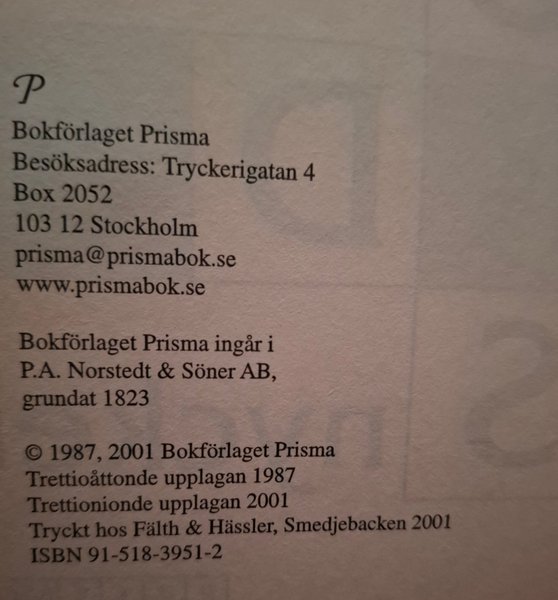 P
Bokförlaget Prisma
Besöksadress: Tryckerigatan 4
Box 2052
103 12 Stockholm
prisma@prismabok.se
www.prismabok.se
Bokförlaget Prisma ingår i
P.A. Norstedt & Söner AB,
grundat 1823
© 1987, 2001 Bokförlaget Prisma
Trettioåttonde upplagan 1987
Trettionionde upplagan 2001
Tryckt hos Fälth & Hässler, Smedjebacken 2001
ISBN 91-518-3951-2